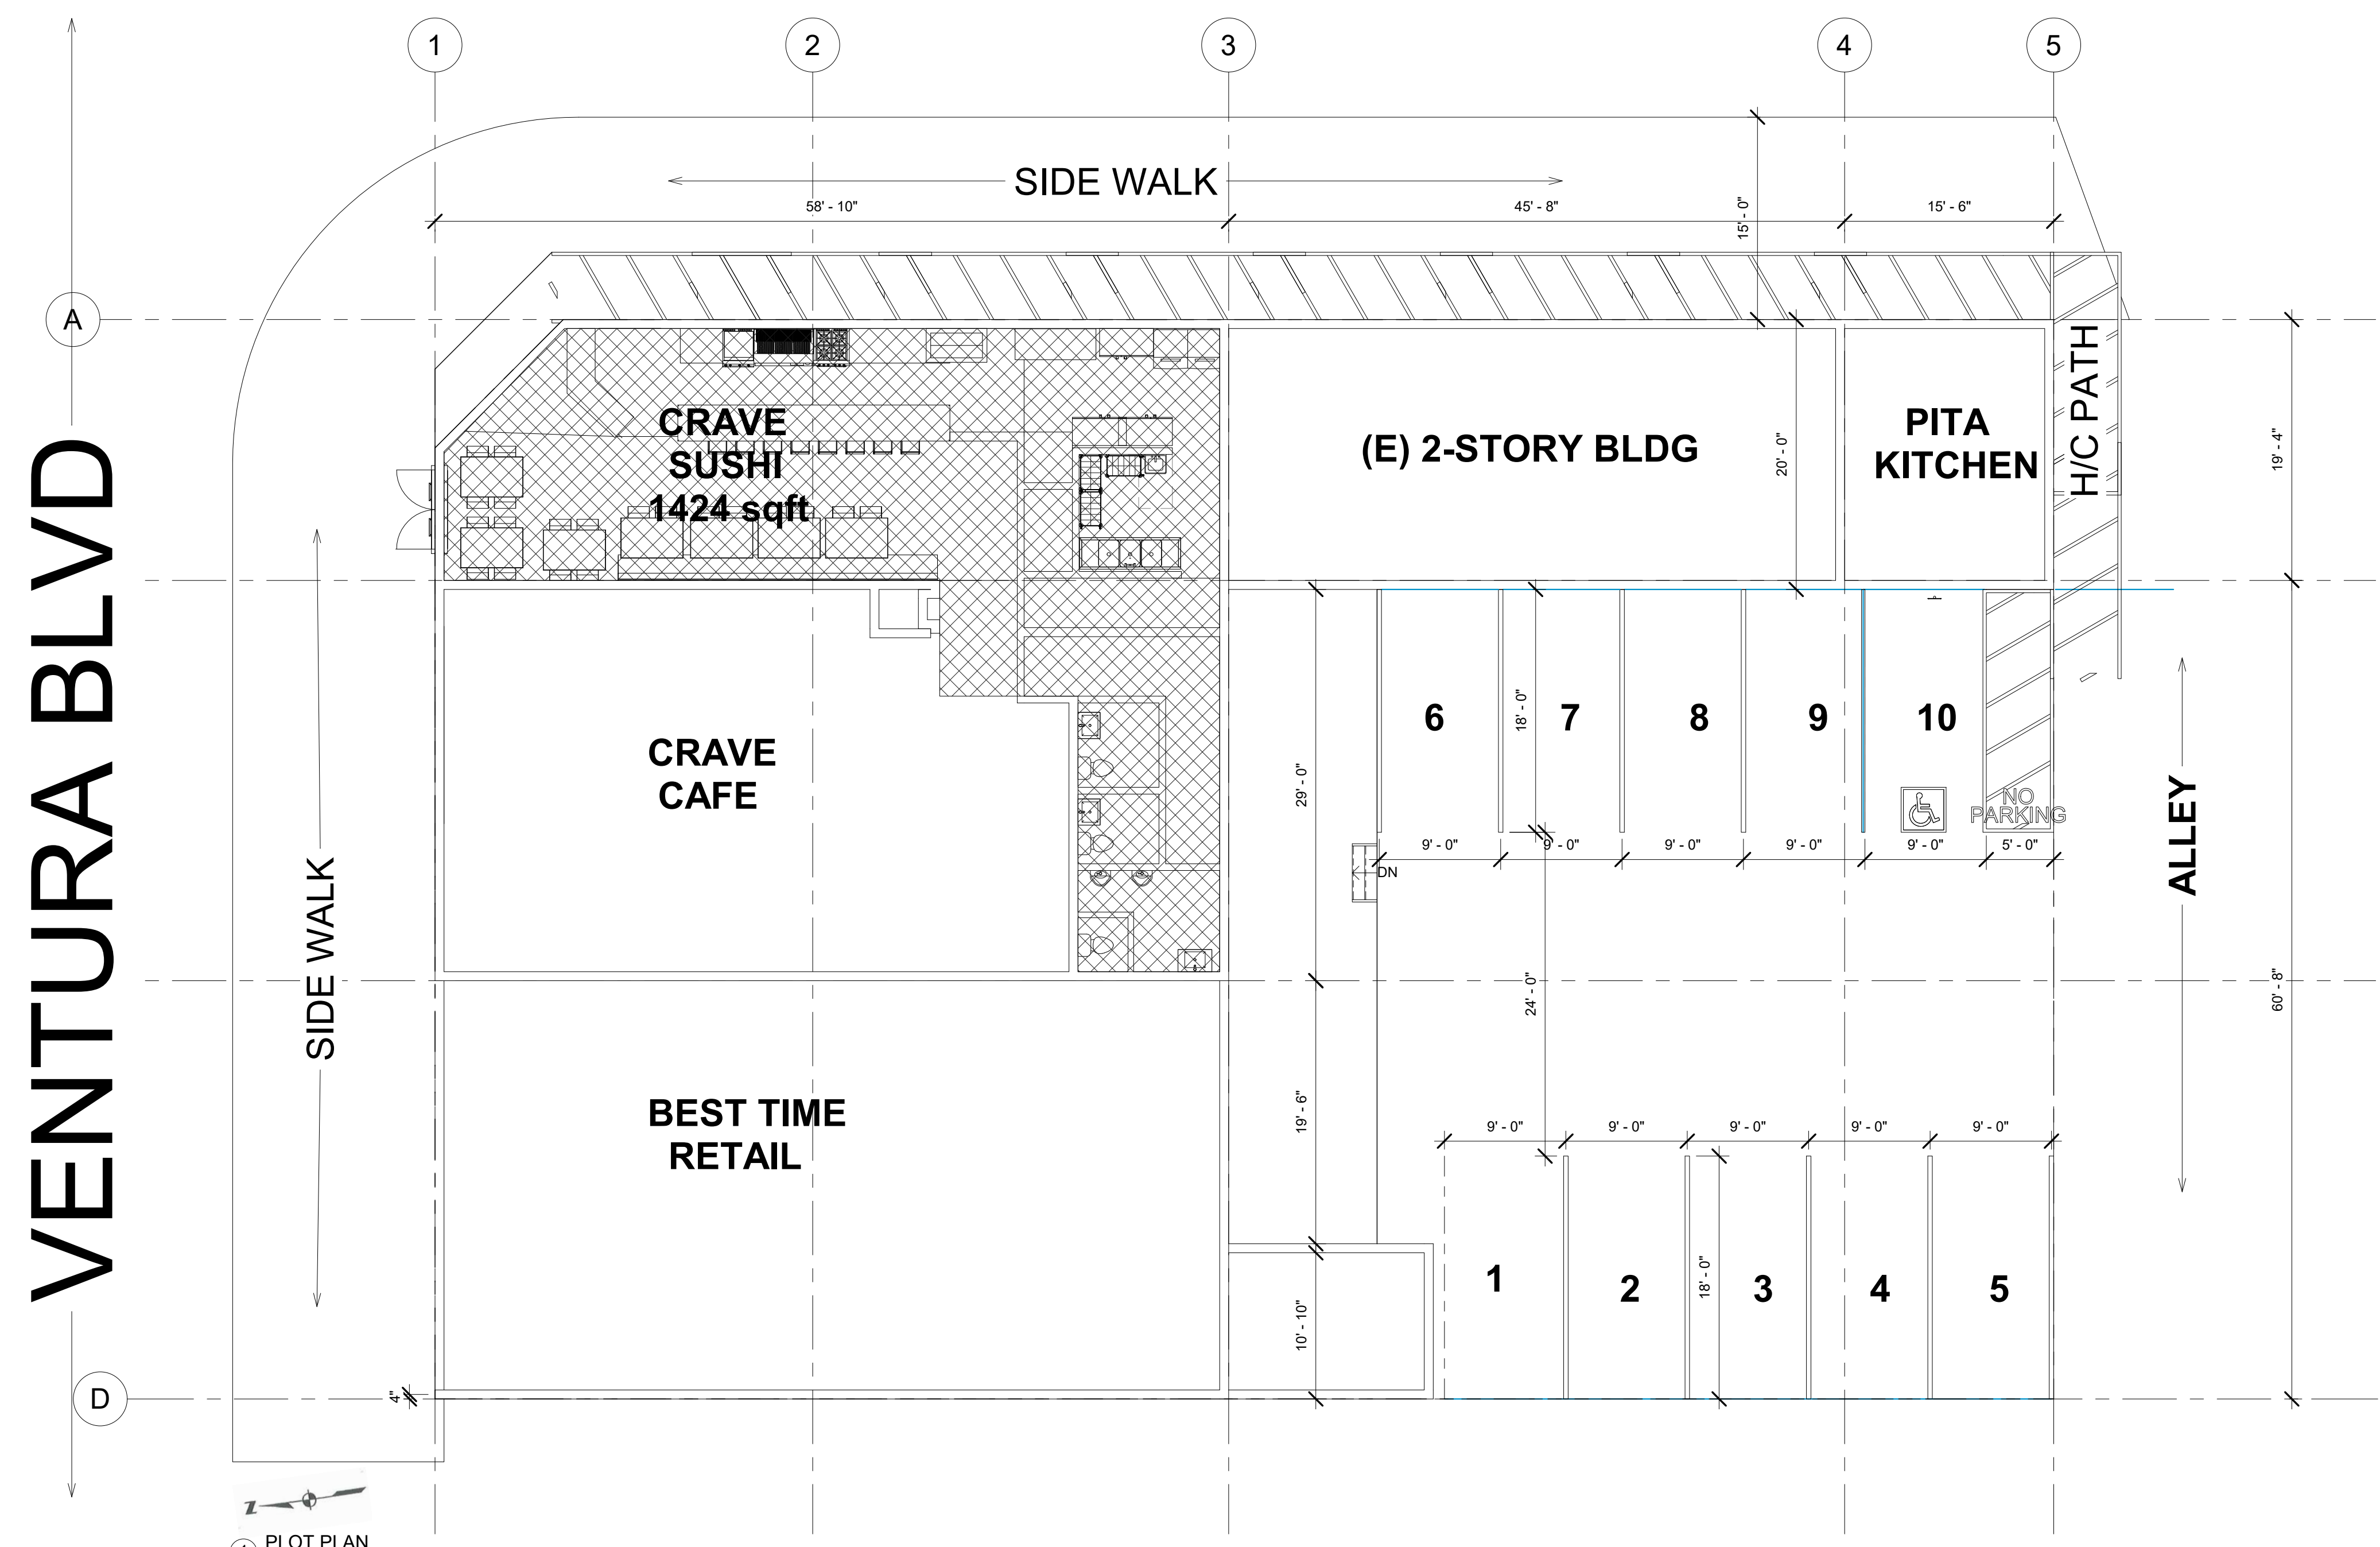 1
2
3
4
5
SIDE WALK
58' - 10"
45' - 8"
15' - 6"
15' - 0"
A
VENTURA BLVD
SIDE WALK
CRAVE
SUSHI
1424 sqft
(E) 2-STORY BLDG
20' - 0"
PITA
KITCHEN
H/C PATH
19' - 4"
CRAVE
CAFE
29' - 0"
6
18' - 0"
7
8
9
10
NO
PARKING
ALLEY
9' - 0"
9' - 0"
9' - 0"
9' - 0"
9' - 0"
5' - 0"
DN
24' - 0"
60' - 8"
BEST TIME
RETAIL
19' - 6"
9' - 0"
9' - 0"
9' - 0"
9' - 0"
9' - 0"
1
2
18' - 0"
3
4
5
10' - 10"
D
4"
Z
PLOT PLAN